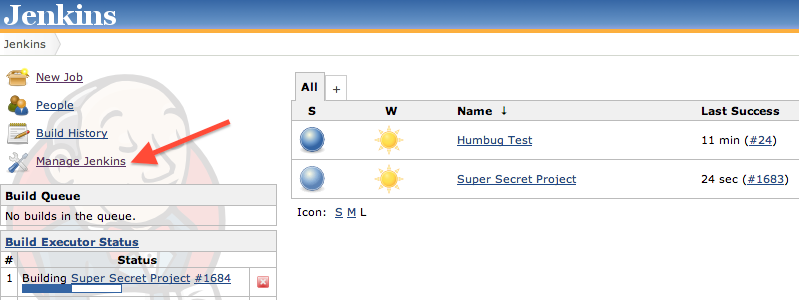 Jenkins
Jenkins
New Job
People
Build History
Manage Jenkins
Build Queue
No builds in the queue.
Build Executor Status
# Status
1 Building Super Secret Project #1684
All +
S W Name ↓ Last Success
Humbug Test 11 min (#24)
Super Secret Project 24 sec (#1683)
Icon: S M L